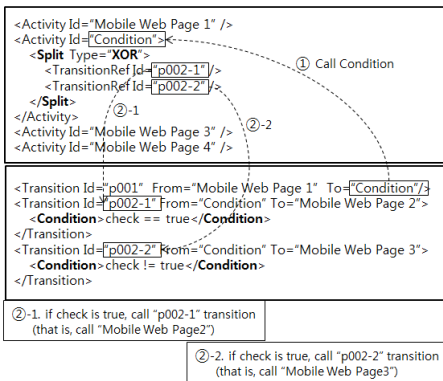 <Activity Id=“Mobile Web Page 1” />
<Activity Id=“Condition”>
<Split Type=“XOR”>
<TransitionRef Id=“p002-1” />
<TransitionRef Id=“p002-2” />
</Split>
</Activity>
<Activity Id=“Mobile Web Page 3” />
<Activity Id=“Mobile Web Page 4” />
① Call Condition
②-1
②-2
<Transition Id=“p001” From=“Mobile Web Page 1” To=“Condition”/>
<Transition Id=“p002-1” From=“Condition” To=“Mobile Web Page 2”>
<Condition>check == true</Condition>
</Transition>
<Transition Id=“p002-2” From=“Condition” To=“Mobile Web Page 3”>
<Condition>check != true</Condition>
</Transition>
②-1. if check is true, call “p002-1” transition
(that is, call “Mobile Web Page2”)
②-2. if check is true, call “p002-2” transition
(that is, call “Mobile Web Page3”)